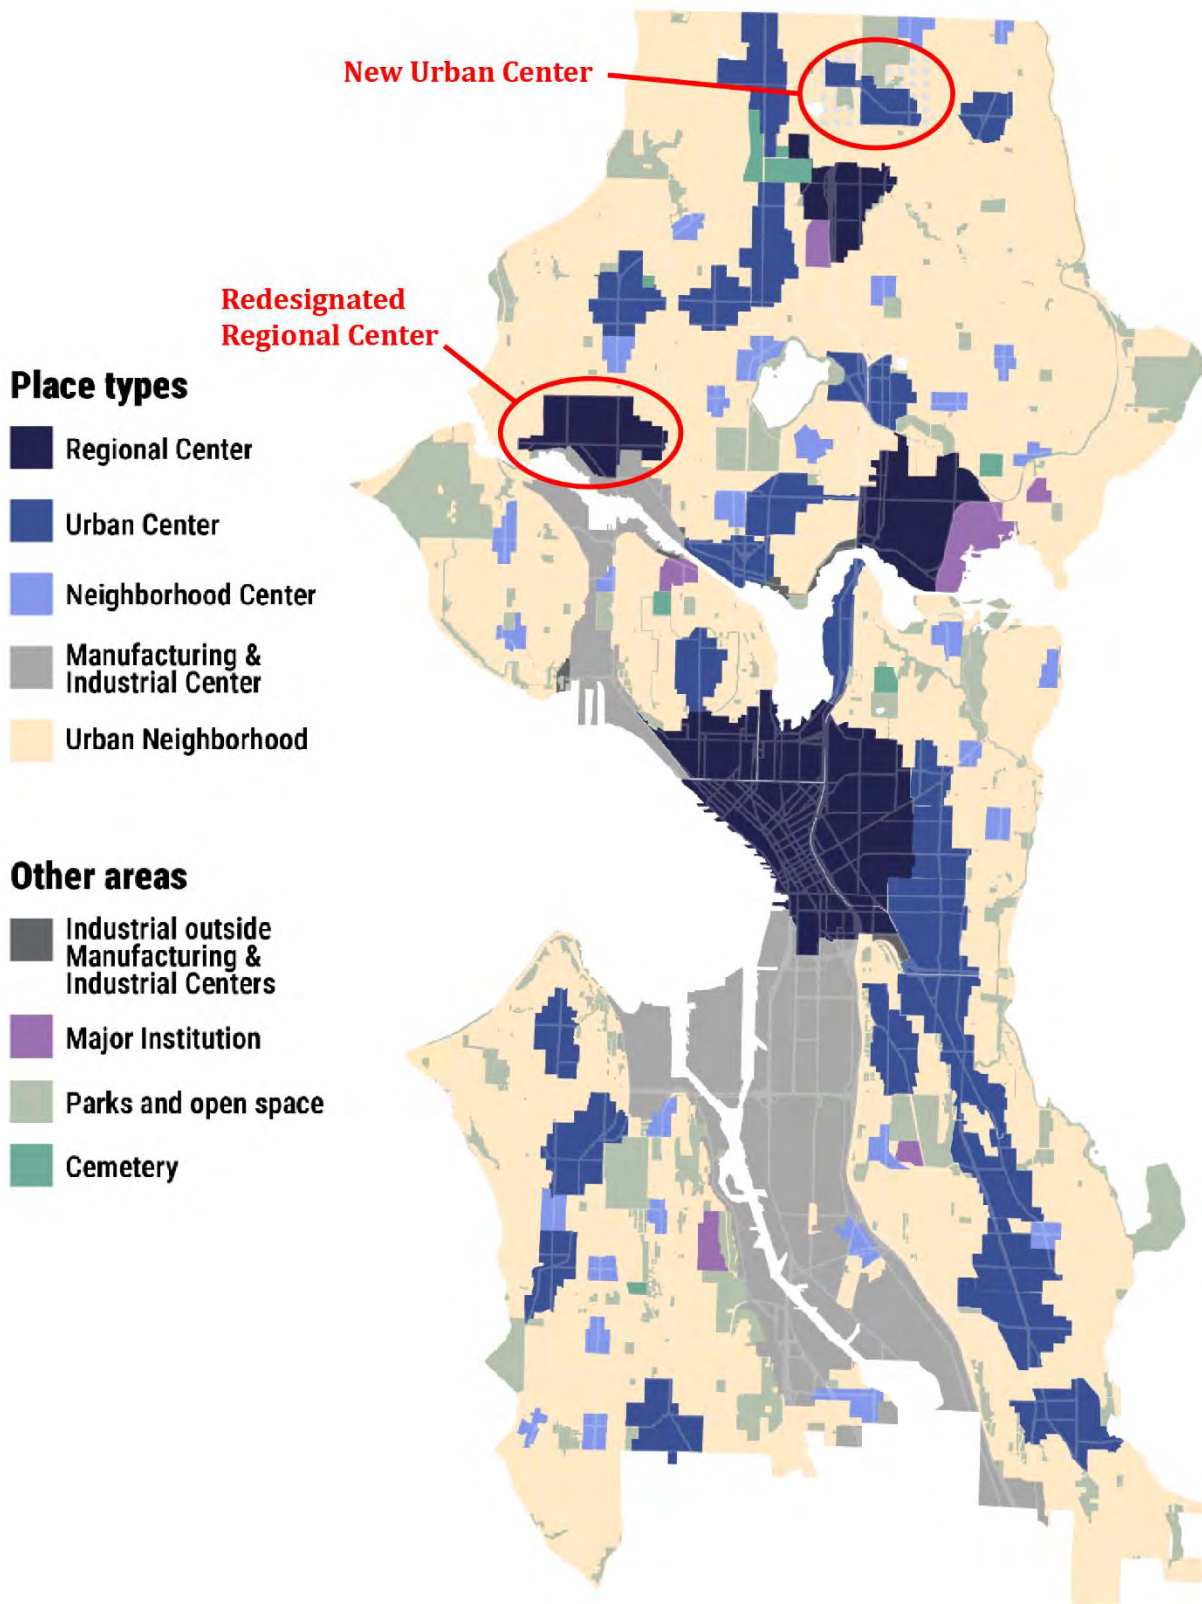 New Urban Center
Redesignated
Regional Center
Place types
Regional Center
Urban Center
Neighborhood Center
Manufacturing &
Industrial Center
Urban Neighborhood
Other areas
Industrial outside
Manufacturing &
Industrial Centers
Major Institution
Parks and open space
Cemetery